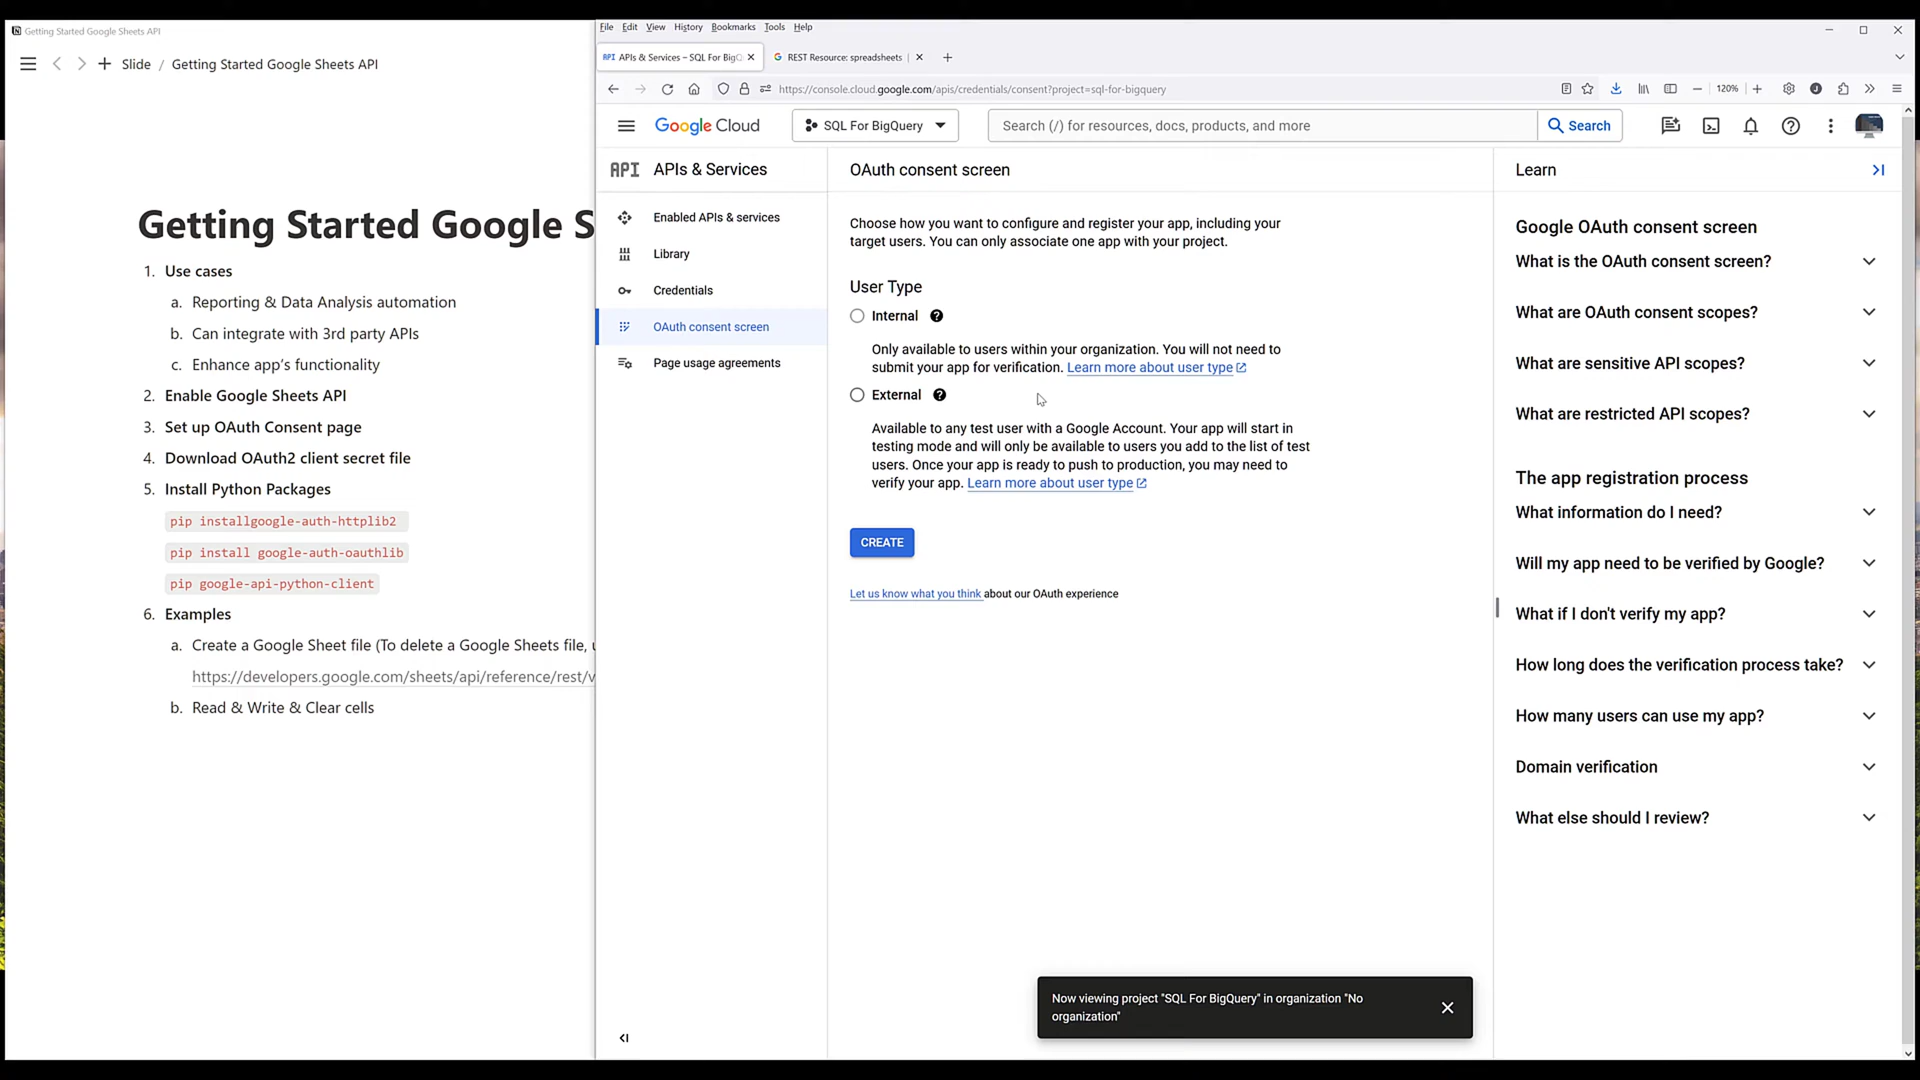 Getting Started Google Sheets API
Slide / Getting Started Google Sheets API
Getting Started Google S
1. Use cases
a. Reporting & Data Analysis automation
b. Can integrate with 3rd party APIs
c. Enhance app's functionality
2. Enable Google Sheets API
3. Set up OAuth Consent page
4. Download OAuth2 client secret file
5. Install Python Packages
pip installgoogle-auth-httplib2
pip install google-auth-oauthlib
pip google-api-python-client
6. Examples
a. Create a Google Sheet file (To delete a Google Sheets file, u
https://developers.google.com/sheets/api/reference/rest/v
b. Read & Write & Clear cells
File Edit View History Bookmarks Tools Help
API APIs & Services – SQL For BigQ
REST Resource: spreadsheets
https://console.cloud.google.com/apis/credentials/consent?project=sql-for-bigquery
120%
Google Cloud
SQL For BigQuery
Search (/) for resources, docs, products, and more
Search
API APIs & Services
Enabled APIs & services
Library
Credentials
OAuth consent screen
Page usage agreements
OAuth consent screen
Choose how you want to configure and register your app, including your
target users. You can only associate one app with your project.
User Type
Internal
Only available to users within your organization. You will not need to
submit your app for verification. Learn more about user type
External
Available to any test user with a Google Account. Your app will start in
testing mode and will only be available to users you add to the list of test
users. Once your app is ready to push to production, you may need to
verify your app. Learn more about user type
CREATE
Let us know what you think about our OAuth experience
Learn
Google OAuth consent screen
What is the OAuth consent screen?
What are OAuth consent scopes?
What are sensitive API scopes?
What are restricted API scopes?
The app registration process
What information do I need?
Will my app need to be verified by Google?
What if I don't verify my app?
How long does the verification process take?
How many users can use my app?
Domain verification
What else should I review?
Now viewing project "SQL For BigQuery" in organization "No
organization"